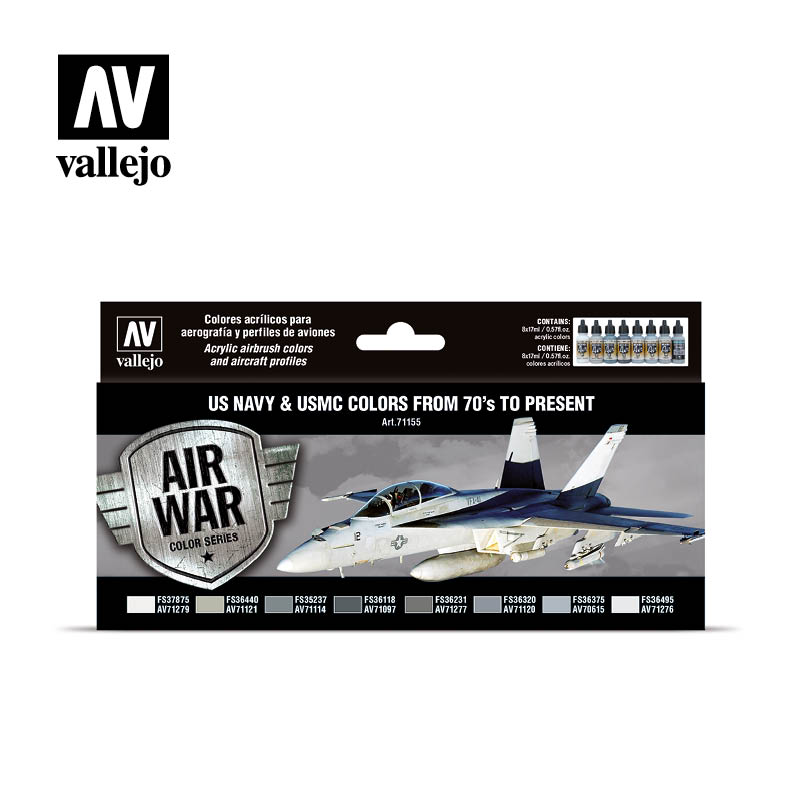 AV
vallejo
AV
vallejo
Colores acrílicos para
aerografía y perfiles de aviones
Acrylic airbrush colors
and aircraft profiles
CONTAINS:
8x17ml / 0.57fl.oz.
acrylic colors
CONTIENE:
8x17ml / 0.57fl.oz.
colores acrílicos
US NAVY & USMC COLORS FROM 70's TO PRESENT
Art.71155
AIR
WAR
COLOR SERIES
12
FS37875
AV71279
FS36440
AV71121
FS35237
AV71114
FS36118
AV71097
FS36231
AV71277
FS36320
AV71120
FS36375
AV70615
FS36495
AV71276